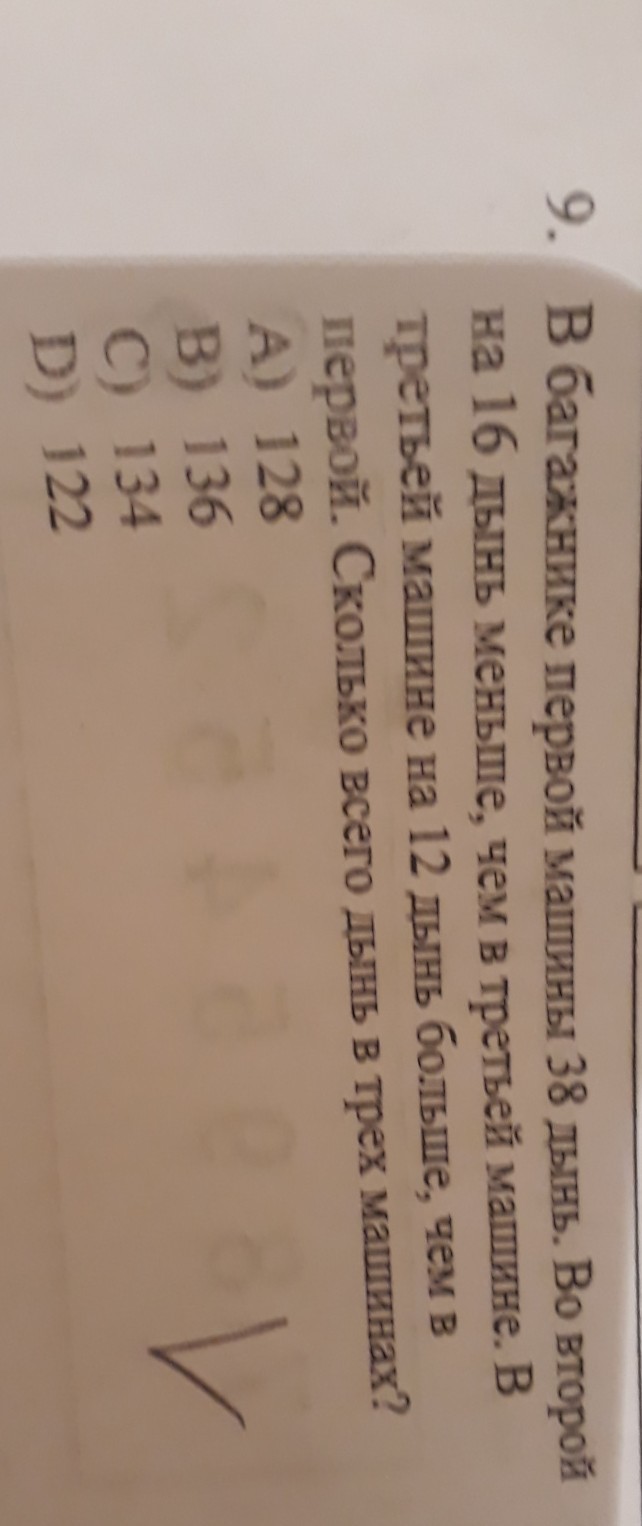 9. В багажнике первой машины 38 дынь. Во второй
на 16 дынь меньше, чем в третьей машине. В
третьей машине на 12 дынь больше, чем в
первой. Сколько всего дынь в трех машинах?
A) 128
B) 136
C) 134
D) 122